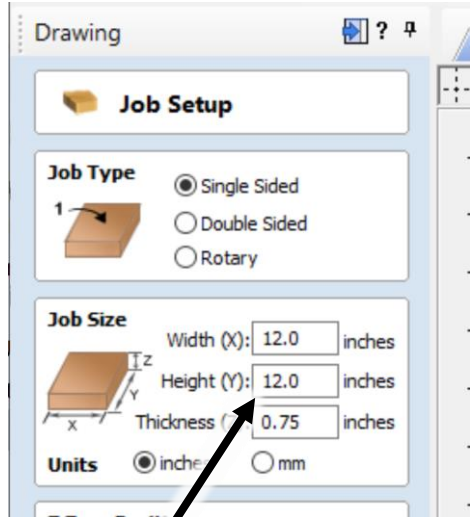 Drawing ?
Job Setup
Job Type
1
Single Sided
Double Sided
Rotary
Job Size
Width (X): 12.0 inches
Z
Height (Y): 12.0 inches
Y
X
Thickness ( 0.75 inches
Units inche mm